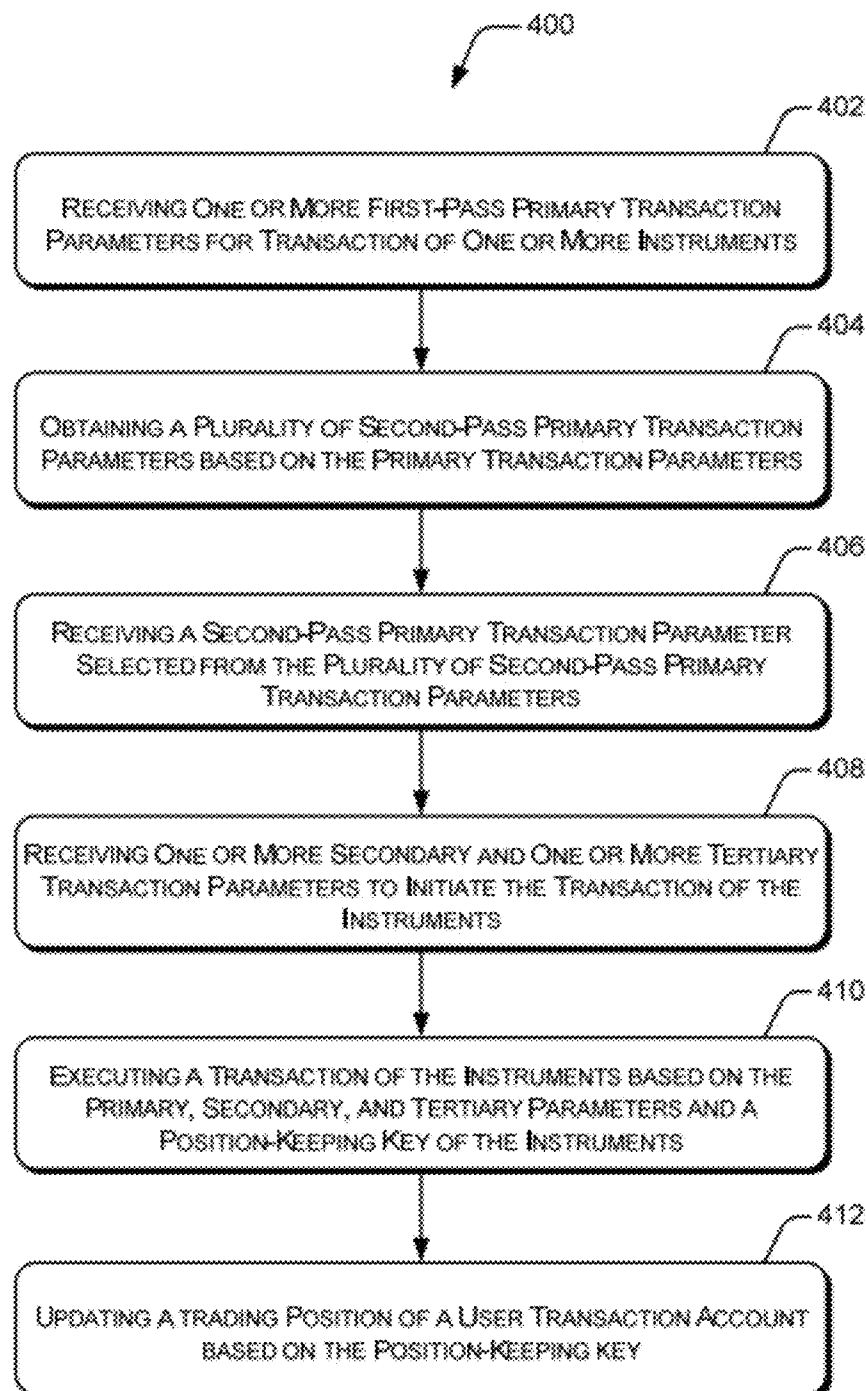 400
402
RECEIVING ONE OR MORE FIRST-PASS PRIMARY TRANSACTION
PARAMETERS FOR TRANSACTION OF ONE OR MORE INSTRUMENTS
404
OBTAINING A PLURALITY OF SECOND-PASS PRIMARY TRANSACTION
PARAMETERS BASED ON THE PRIMARY TRANSACTION PARAMETERS
406
RECEIVING A SECOND-PASS PRIMARY TRANSACTION PARAMETER
SELECTED FROM THE PLURALITY OF SECOND-PASS PRIMARY
TRANSACTION PARAMETERS
408
RECEIVING ONE OR MORE SECONDARY AND ONE OR MORE TERTIARY
TRANSACTION PARAMETERS TO INITIATE THE TRANSACTION OF THE
INSTRUMENTS
410
EXECUTING A TRANSACTION OF THE INSTRUMENTS BASED ON THE
PRIMARY, SECONDARY, AND TERTIARY PARAMETERS AND A
POSITION-KEEPING KEY OF THE INSTRUMENTS
412
UPDATING A TRADING POSITION OF A USER TRANSACTION ACCOUNT
BASED ON THE POSITION-KEEPING KEY